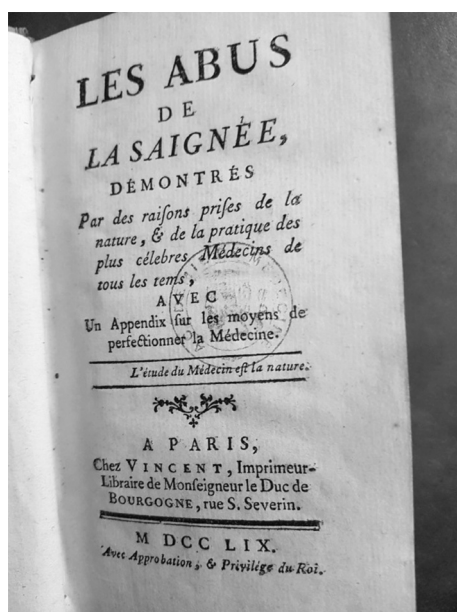 LES ABUS
DE
LA SAIGNÉE,
DÉMONTRÉS
Par des raiſons priſes de la
nature, & de la pratique des
plus célebres Médecins de
tous les tems,
AVEC
Un Appendix ſur les moyens de
perfectionner la Médecine.
L'étude du Médecin eſt la nature.
A PARIS,
Chez VINCENT, Imprimeur-
Libraire de Monſeigneur le Duc de
BOURGOGNE, rue S. Severin.
M DCC LIX.
Avec Approbation, & Privilége du Roi.